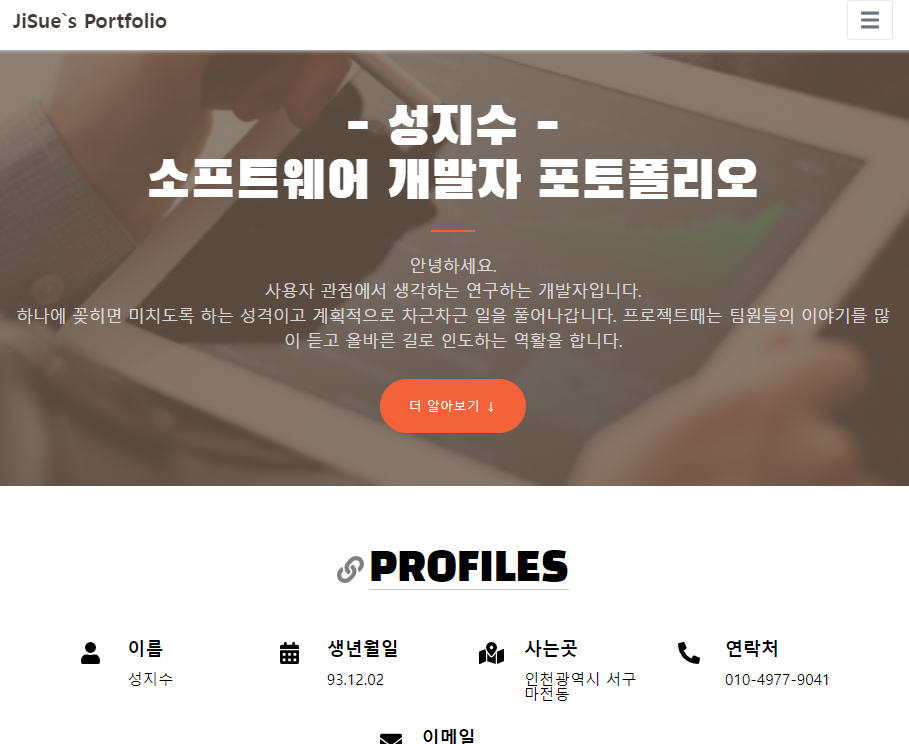 JiSue`s Portfolio
- 성지수 -
소프트웨어 개발자 포토폴리오
안녕하세요.
사용자 관점에서 생각하는 연구하는 개발자입니다.
하나에 꽂히면 미치도록 하는 성격이고 계획적으로 차근차근 일을 풀어나갑니다. 프로젝트때는 팀원들의 이야기를 많
이 듣고 올바른 길로 인도하는 역활을 합니다.
더 알아보기 ↓
PROFILES
이름
성지수
생년월일
93.12.02
사는곳
인천광역시 서구
마전동
연락처
010-4977-9041
이메일